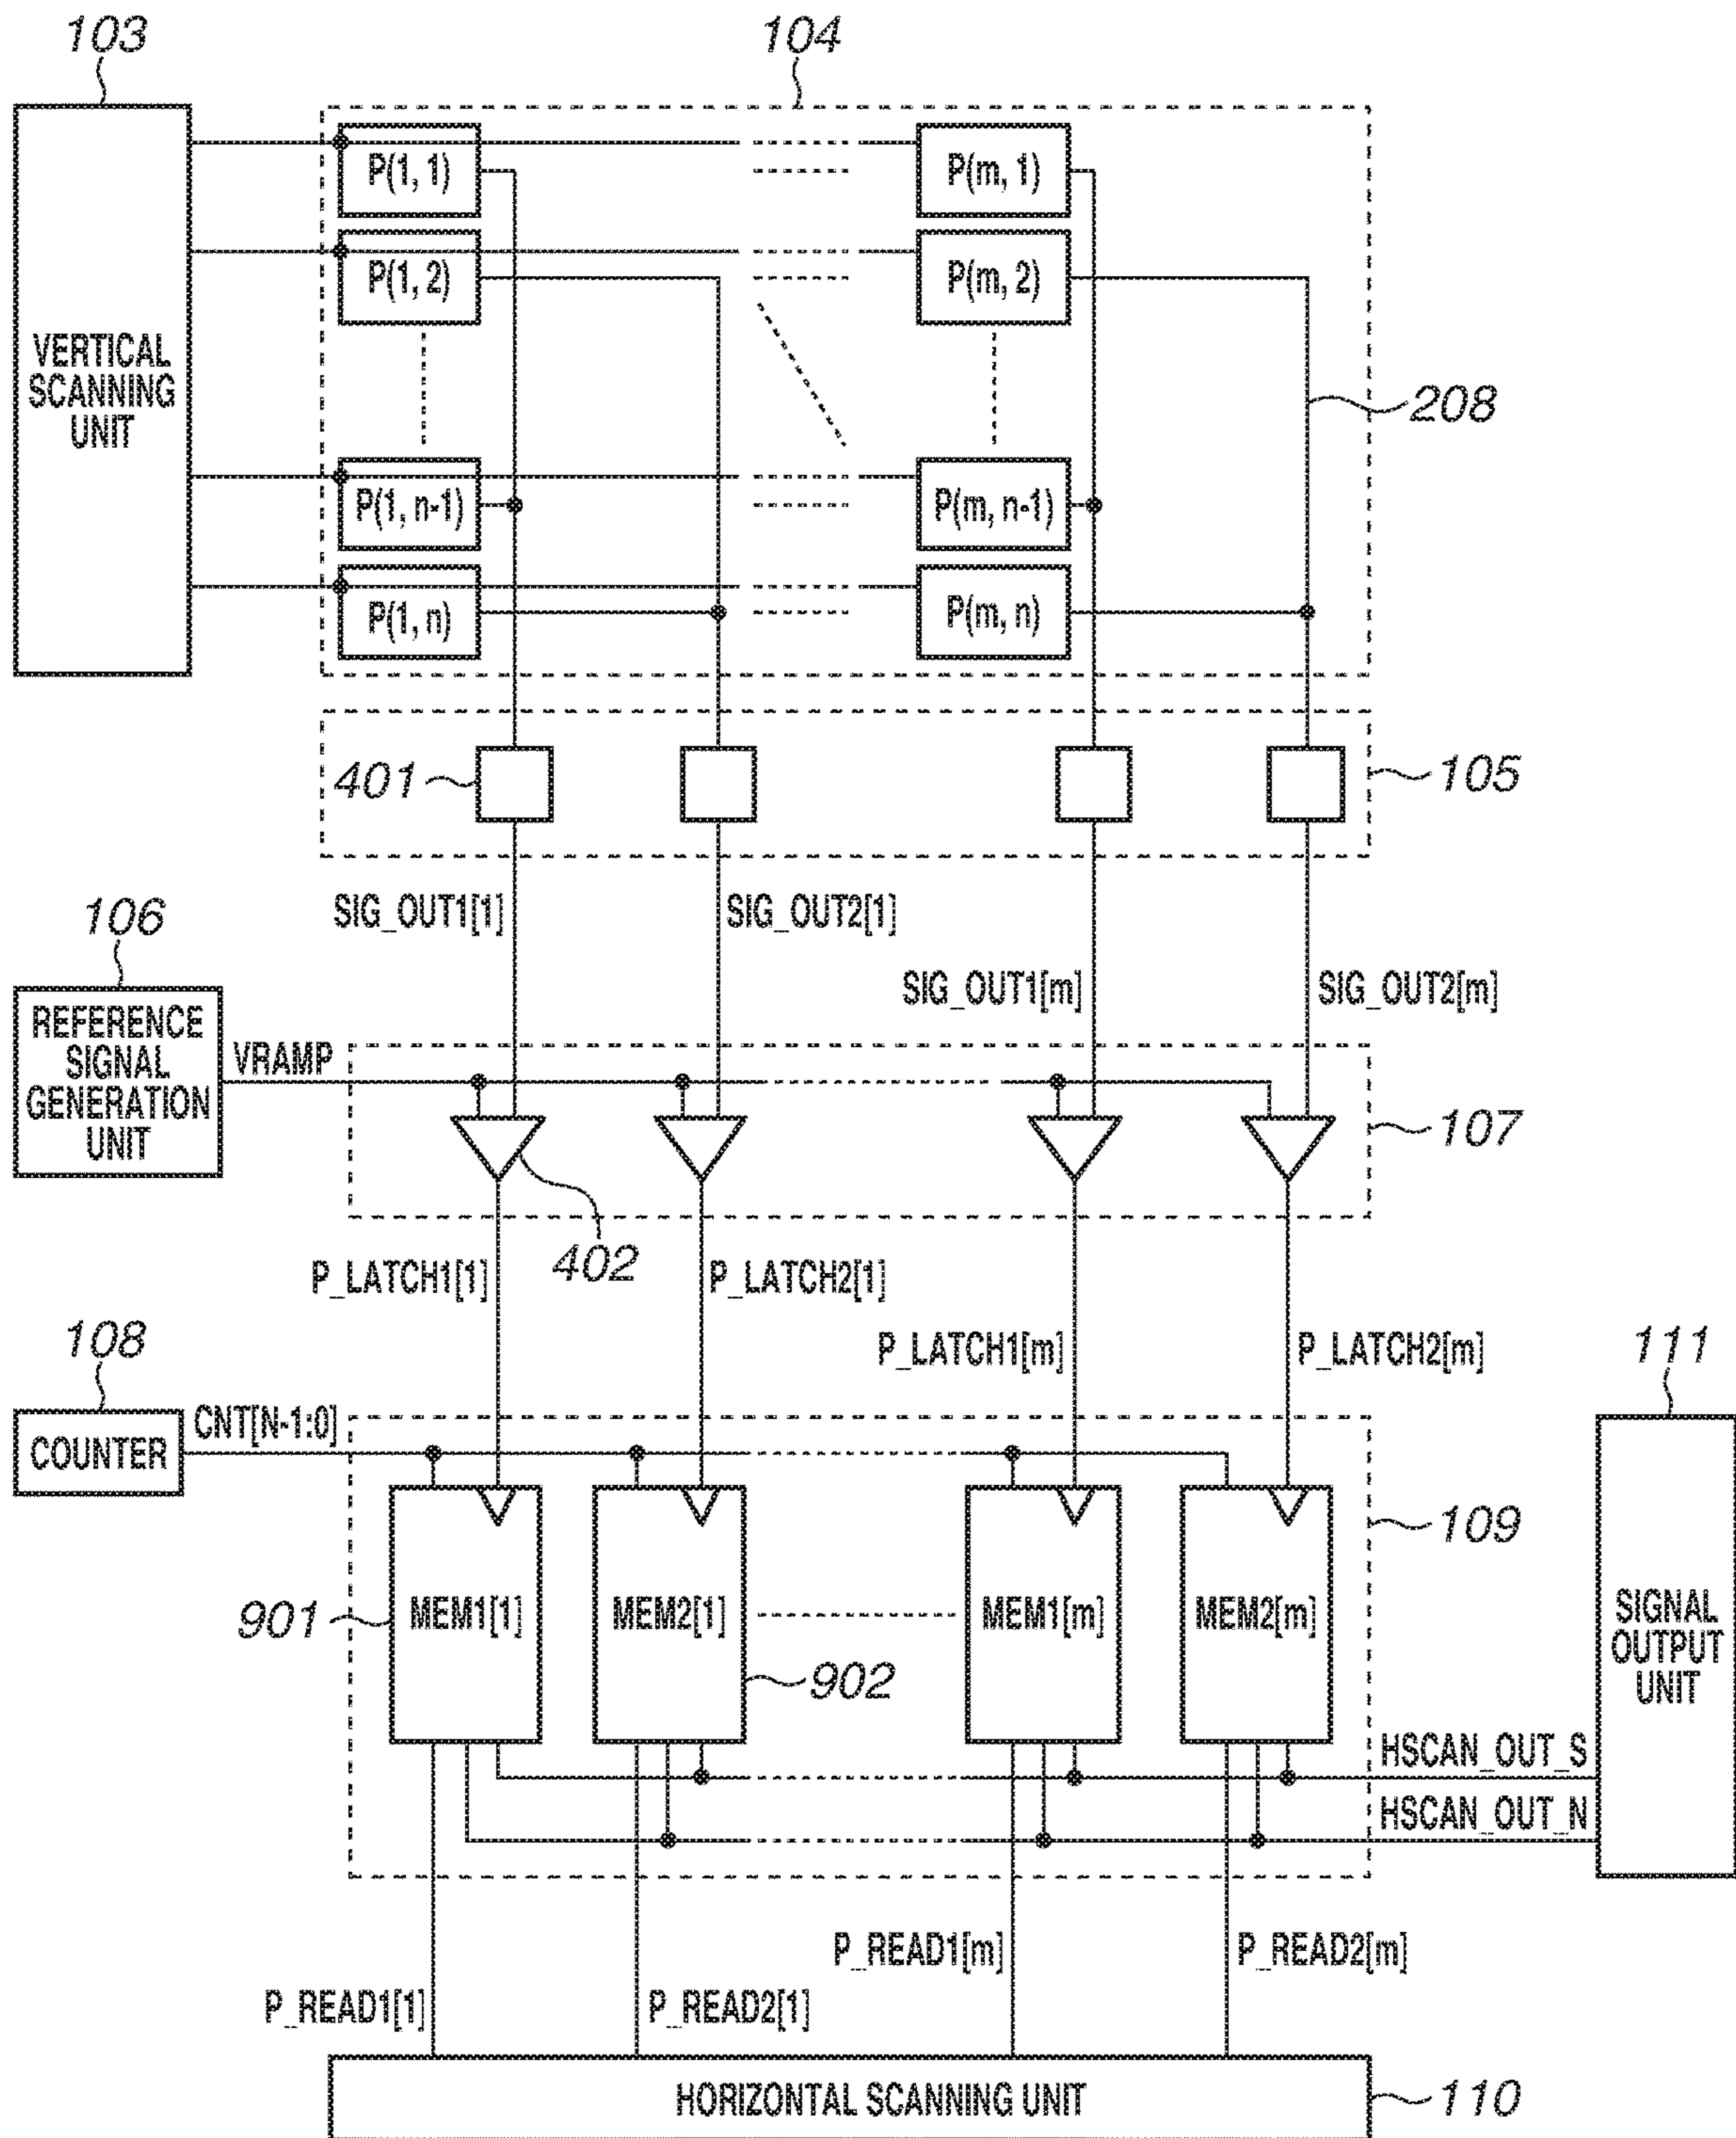 103
104
P(1, 1)
P(m, 1)
P(1, 2)
P(m, 2)
VERTICAL
SCANNING
UNIT
208
P(1, n-1)
P(m, n-1)
P(1, n)
P(m, n)
401
105
SIG_OUT1[1]
SIG_OUT2[1]
106
SIG_OUT1[m]
SIG_OUT2[m]
REFERENCE
SIGNAL
GENERATION
UNIT
VRAMP
107
402
P_LATCH1[1]
P_LATCH2[1]
108
P_LATCH1[m]
P_LATCH2[m]
111
COUNTER
CNT[N-1:0]
109
901
MEM1[1]
MEM2[1]
MEM1[m]
MEM2[m]
902
SIGNAL
OUTPUT
UNIT
HSCAN_OUT_S
HSCAN_OUT_N
P_READ1[m]
P_READ2[m]
P_READ1[1]
P_READ2[1]
HORIZONTAL SCANNING UNIT
110